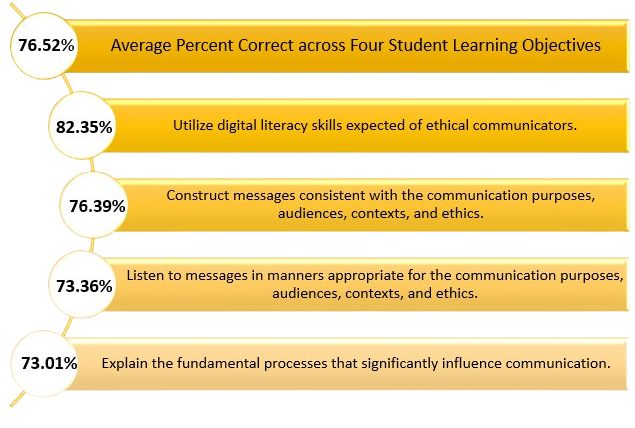 76.52% Average Percent Correct across Four Student Learning Objectives
82.35% Utilize digital literacy skills expected of ethical communicators.
76.39% Construct messages consistent with the communication purposes,
audiences, contexts, and ethics.
73.36% Listen to messages in manners appropriate for the communication purposes,
audiences, contexts, and ethics.
73.01% Explain the fundamental processes that significantly influence communication.